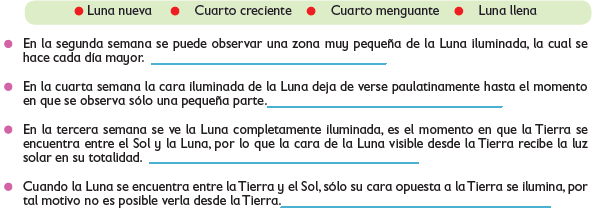 Luna nueva Cuarto creciente Cuarto menguante Luna llena
En la segunda semana se puede observar una zona muy pequeña de la Luna iluminada, la cual se
hace cada día mayor.
En la cuarta semana la cara iluminada de la Luna deja de verse paulatinamente hasta el momento
en que se observa sólo una pequeña parte.
En la tercera semana se ve la Luna completamente iluminada, es el momento en que la Tierra se
encuentra entre el Sol y la Luna, por lo que la cara de la Luna visible desde la Tierra recibe la luz
solar en su totalidad.
Cuando la Luna se encuentra entre la Tierra y el Sol, sólo su cara opuesta a la Tierra se ilumina, por
tal motivo no es posible verla desde la Tierra.